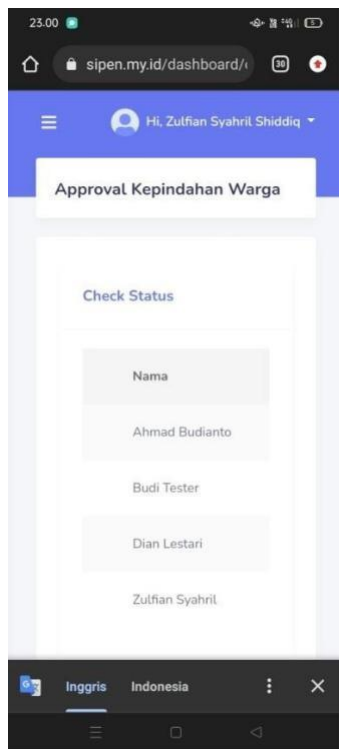 23.00
sipen.my.id/dashboard/
30
Hi, Zulfian Syahril Shiddiq
Approval Kepindahan Warga
Check Status
Nama
Ahmad Budianto
Budi Tester
Dian Lestari
Zulfian Syahril
Inggris Indonesia